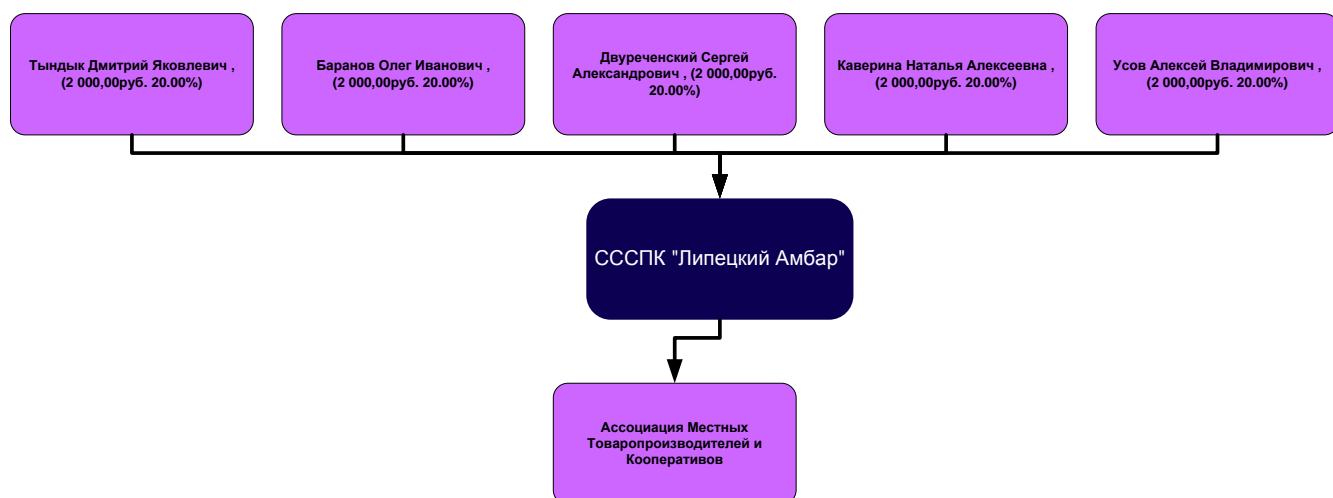 Тындык Дмитрий Яковлевич ,
(2 000,00руб. 20.00%)
Баранов Олег Иванович ,
(2 000,00руб. 20.00%)
Двуреченский Сергей
Александрович , (2 000,00руб.
20.00%)
Каверина Наталья Алексеевна ,
(2 000,00руб. 20.00%)
Усов Алексей Владимирович ,
(2 000,00руб. 20.00%)
СССПК "Липецкий Амбар"
Ассоциация Местных
Товаропроизводителей и
Кооперативов